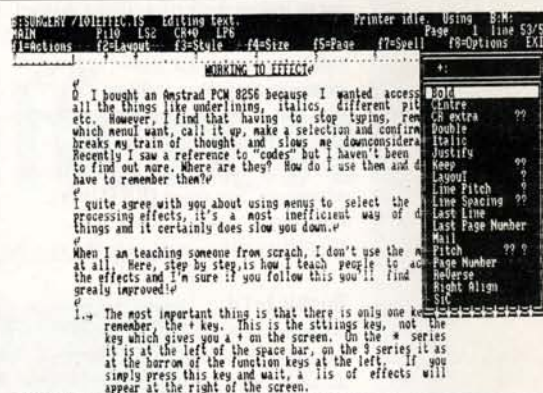 B:SURGERY /101EFFEC.TS Editing text. Printer idle. Using B:M:
MAIN P:10 LS2 CR+0 LP6 Page 1 line 53/5
f1=Actions f2=Layout f3=Style f4=Size f5=Page f7=Spell f8=Options EXI
WORKING TO EFFECT
Q I bought an Amstrad PCW 8256 because I wanted access
all the things like underlining, italics, different pit
etc. However, I find that having to stop typing, rem
which menuI want, call it up, make a selection and confirm
breaks my train of thought and slows me downconsidera
Recently I saw a reference to "codes" but I haven't been
to find out more. Where are they? How do I use them and d
have to remember them?
I quite agree with you about using menus to select the
processing effects, it's a most inefficient way of d
things and it certainly does slow you down.
When I am teaching someone from scrach, I don't use the m
at all. Here, step by step,is how I teach people to ac
the effects and I'm sure if you follow this you'll find
grealy improved!
1. The most important thing is that there is only one ke
remember, the + key. This is the sttiings key, not the
key which gives you a + on the screen. On the * series
it is at the left of the space bar, on the 9 series it as
at the borrom of the function keys at the left. If you
simply press this key and wait, a lis of effects will
appear at the right of the screen.
+:
Bold
CEntre
CR extra ??
Double
Italic
Justify
Keep ??
LayouT ?
Line Pitch ?
Line Spacing ??
Last Line
Last Page Number
Mail
Pitch ?? ?
Page Number
ReVerse
Right Align
SiC